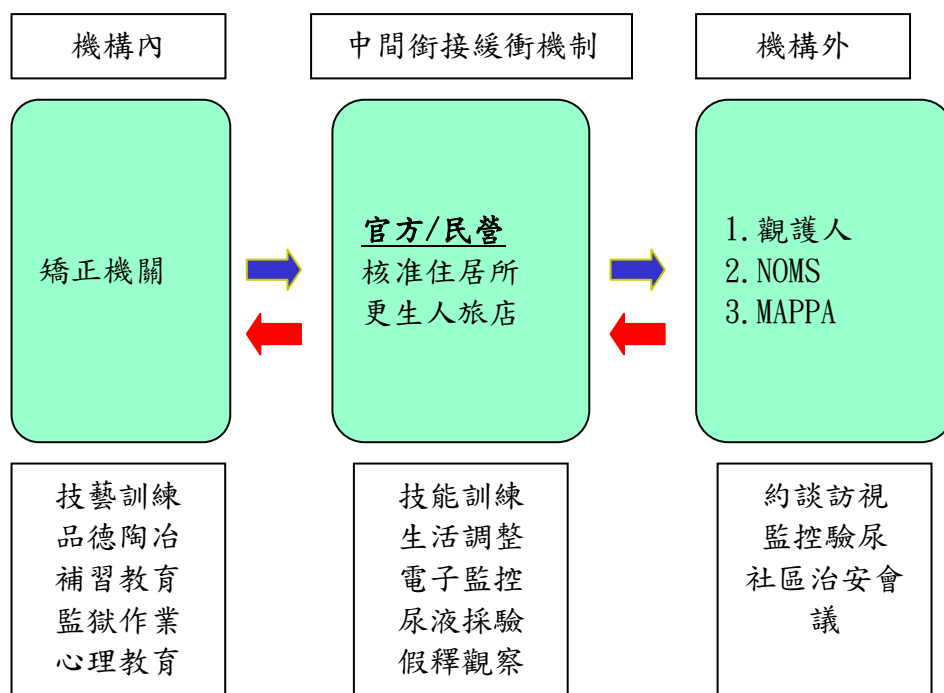 機構內
中間銜接緩衝機制
機構外
矯正機關
官方/民營
核准住居所
更生人旅店
1.觀護人
2.NOMS
3.MAPPA
技藝訓練
品德陶冶
補習教育
監獄作業
心理教育
技能訓練
生活調整
電子監控
尿液採驗
假釋觀察
約談訪視
監控驗尿
社區治安會
議